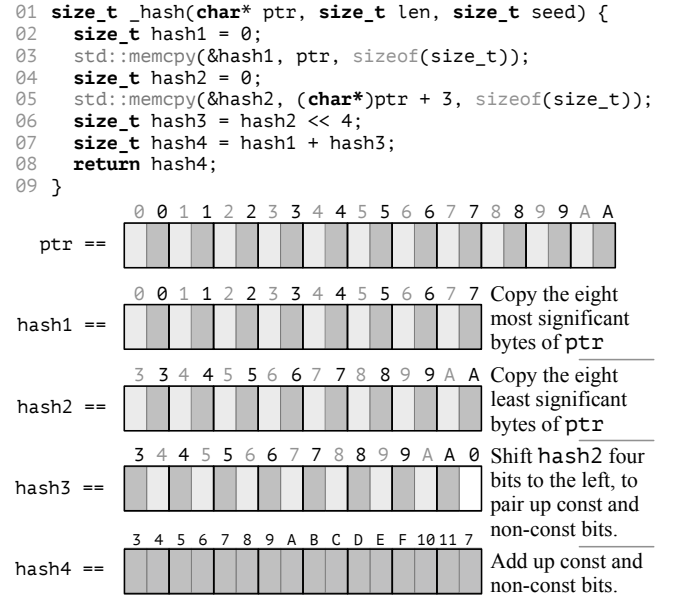 01 size_t _hash(char* ptr, size_t len, size_t seed) {
02 size_t hash1 = 0;
03 std::memcpy(&hash1, ptr, sizeof(size_t));
04 size_t hash2 = 0;
05 std::memcpy(&hash2, (char*)ptr + 3, sizeof(size_t));
06 size_t hash3 = hash2 << 4;
07 size_t hash4 = hash1 + hash3;
08 return hash4;
09 }
0 0 1 1 2 2 3 3 4 4 5 5 6 6 7 7 8 8 9 9 A A
ptr ==
0 0 1 1 2 2 3 3 4 4 5 5 6 6 7 7
hash1 ==
Copy the eight
most significant
bytes of ptr
3 3 4 4 5 5 6 6 7 7 8 8 9 9 A A
hash2 ==
Copy the eight
least significant
bytes of ptr
3 4 4 5 5 6 6 7 7 8 8 9 9 A A 0
hash3 ==
Shift hash2 four
bits to the left, to
pair up const and
non-const bits.
3 4 5 6 7 8 9 A B C D E F 10 11 7
hash4 ==
Add up const and
non-const bits.